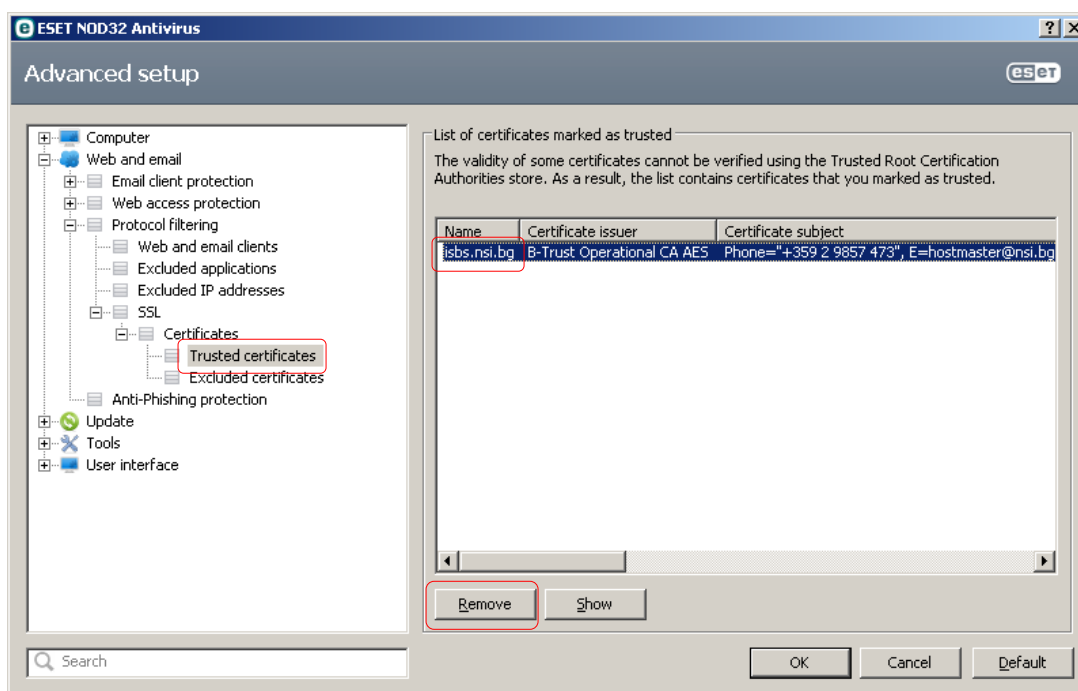 ESET NOD32 Antivirus
Advanced setup
eset
Computer
Web and email
Email client protection
Web access protection
Protocol filtering
Web and email clients
Excluded applications
Excluded IP addresses
SSL
Certificates
Trusted certificates
Excluded certificates
Anti-Phishing protection
Update
Tools
User interface
Search
List of certificates marked as trusted
The validity of some certificates cannot be verified using the Trusted Root Certification
Authorities store. As a result, the list contains certificates that you marked as trusted.
Name Certificate issuer Certificate subject
isbs.nsi.bg B-Trust Operational CA AES Phone="+359 2 9857 473", E=hostmaster@nsi.bg
Remove Show
OK Cancel Default